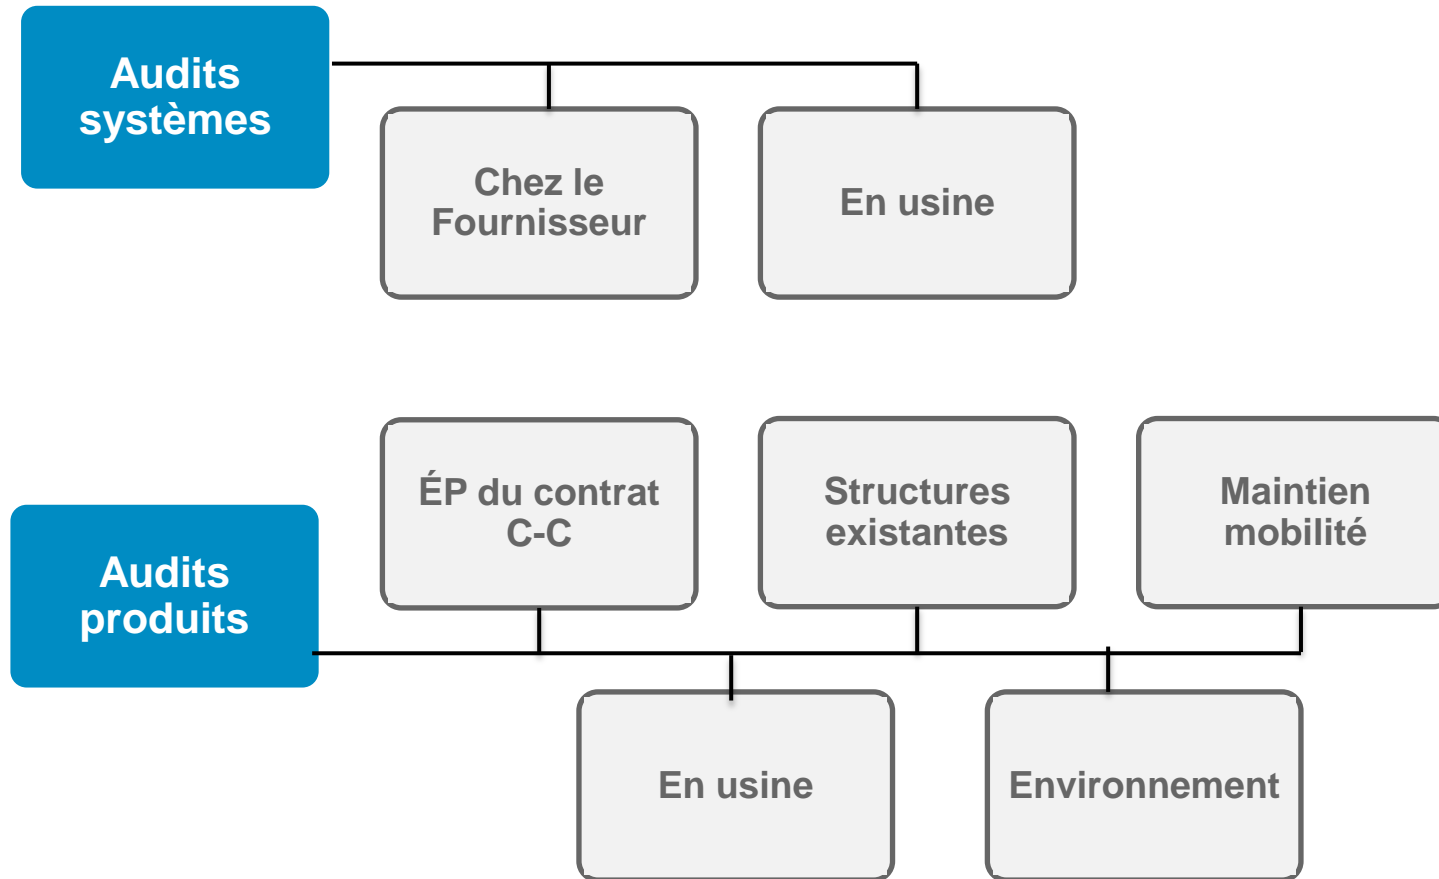 Audits
systèmes
Chez le
Fournisseur
En usine
ÉP du contrat
C-C
Structures
existantes
Maintien
mobilité
Audits
produits
En usine
Environnement